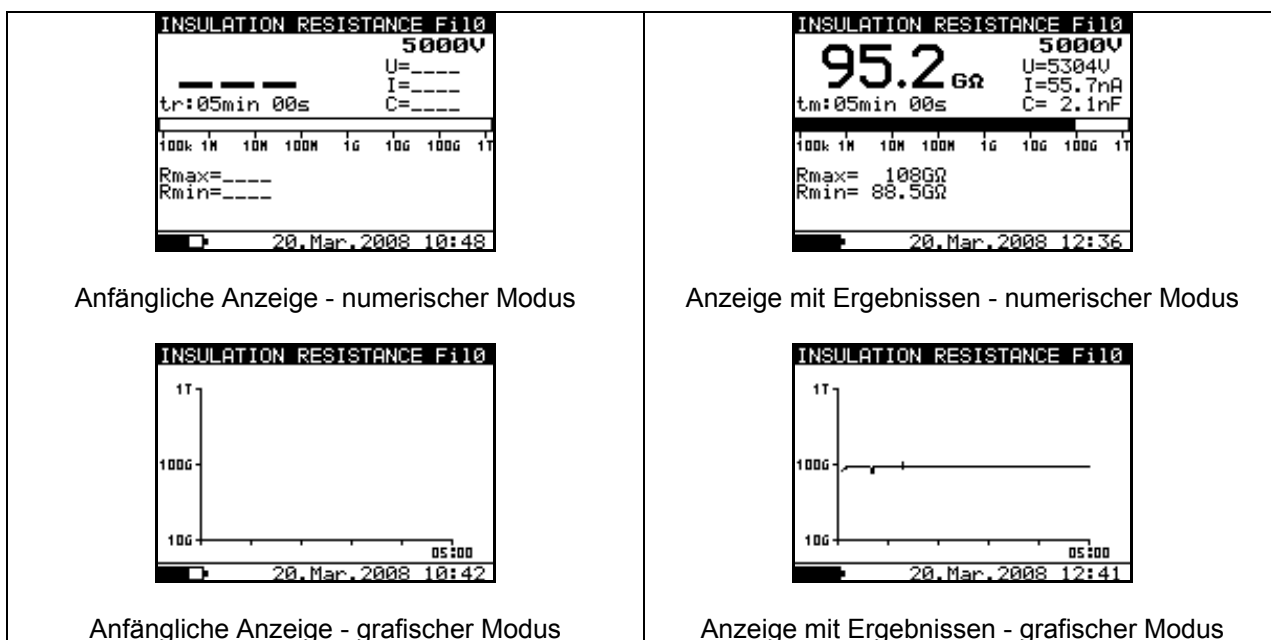 INSULATION RESISTANCE Fil0
5000V
U=____
---
I=____
tr:05min 00s
C=____
100k 1M 10M 100M 1G 10G 100G 1T
Rmax=____
Rmin=____
20.Mar.2008 10:48
Anfängliche Anzeige - numerischer Modus
INSULATION RESISTANCE Fil0
5000V
95.2 GΩ
U=5304V
I=55.7nA
tm:05min 00s
C= 2.1nF
100k 1M 10M 100M 1G 10G 100G 1T
Rmax= 108GΩ
Rmin= 88.5GΩ
20.Mar.2008 12:36
Anzeige mit Ergebnissen - numerischer Modus
INSULATION RESISTANCE Fil0
1T
100G
10G
05:00
20.Mar.2008 10:42
Anfängliche Anzeige - grafischer Modus
INSULATION RESISTANCE Fil0
1T
100G
10G
05:00
20.Mar.2008 12:41
Anzeige mit Ergebnissen - grafischer Modus